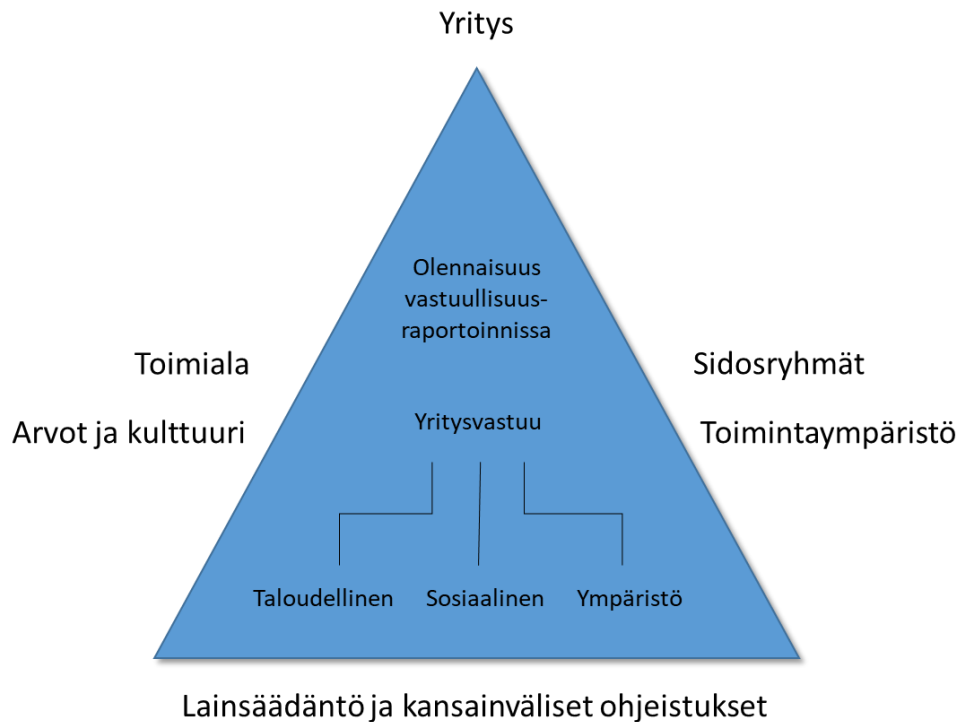 Yritys
Olennaisuus
vastuullisuus-
raportoinnissa
Toimiala
Sidosryhmät
Arvot ja kulttuuri
Yritysvastuu
Toimintaympäristö
Taloudellinen
Sosiaalinen
Ympäristö
Lainsäädäntö ja kansainväliset ohjeistukset